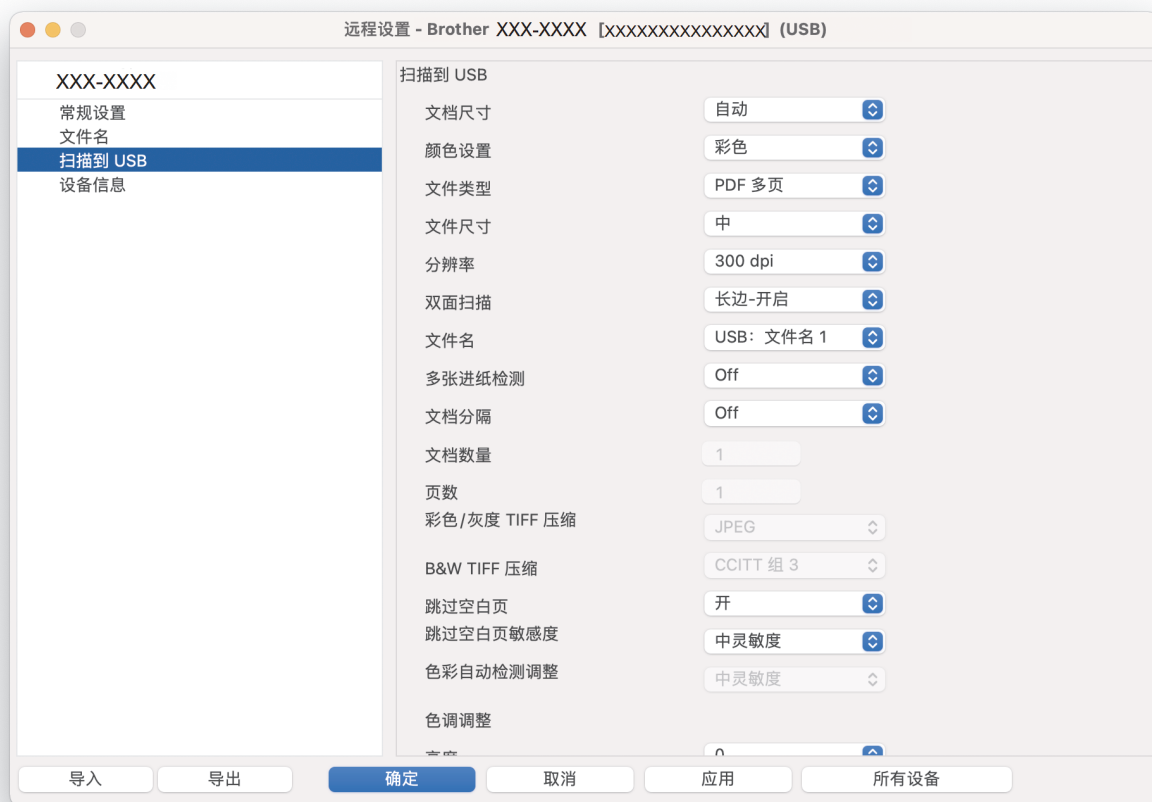 远程设置 - Brother XXX-XXXX [XXXXXXXXXXXXXXX] (USB)
XXX-XXXX
常规设置
文件名
扫描到 USB
设备信息
扫描到 USB
文档尺寸 自动
颜色设置 彩色
文件类型 PDF 多页
文件尺寸 中
分辨率 300 dpi
双面扫描 长边-开启
文件名 USB：文件名 1
多张进纸检测 Off
文档分隔 Off
文档数量 1
页数 1
彩色/灰度 TIFF 压缩 JPEG
B&W TIFF 压缩 CCITT 组 3
跳过空白页 开
跳过空白页敏感度 中灵敏度
色彩自动检测调整 中灵敏度
色调调整
亮度 0
导入 导出 确定 取消 应用 所有设备